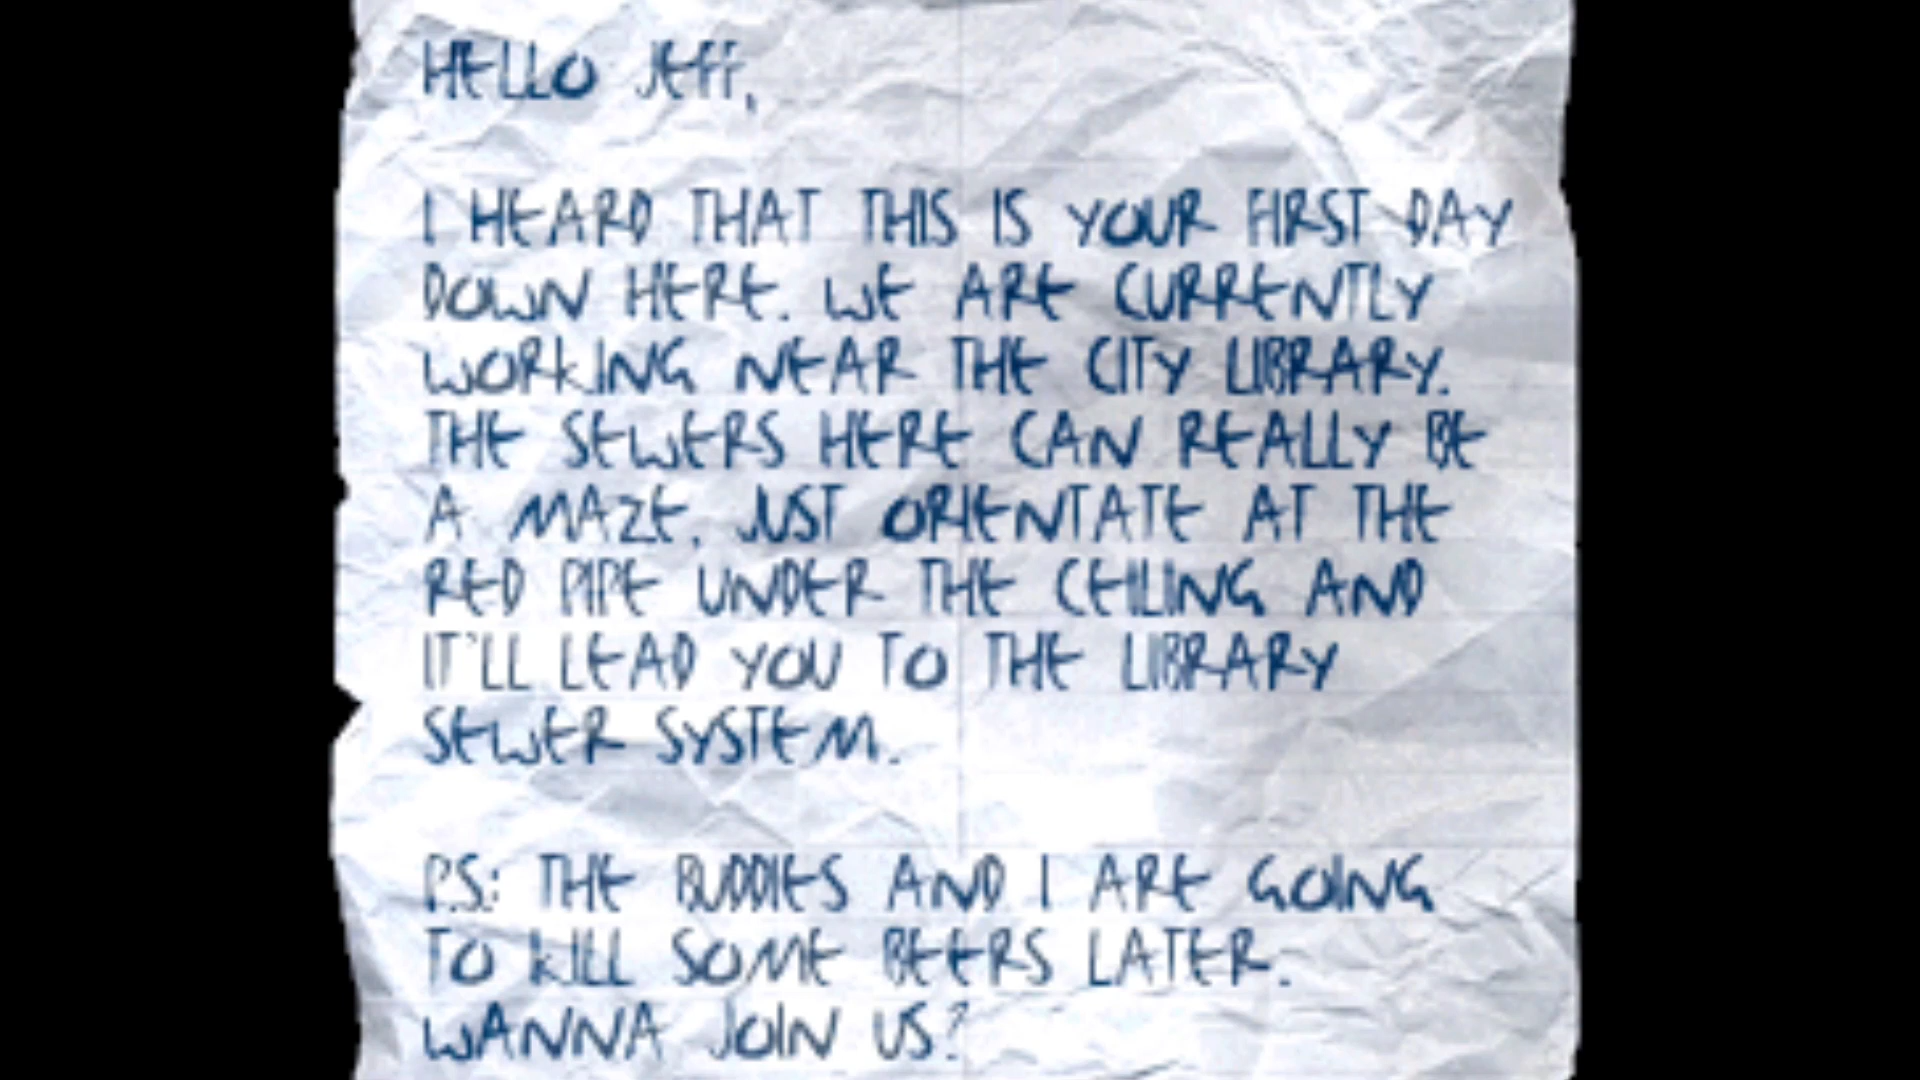 HELLO JEFF,
I HEARD THAT THIS IS YOUR FIRST DAY
DOWN HERE. WE ARE CURRENTLY
WORKING NEAR THE CITY LIBRARY.
THE SEWERS HERE CAN REALLY BE
A MAZE. JUST ORIENTATE AT THE
RED PIPE UNDER THE CEILING AND
IT'LL LEAD YOU TO THE LIBRARY
SEWER SYSTEM.
P.S.: THE BUDDIES AND I ARE GOING
TO KILL SOME BEERS LATER.
WANNA JOIN US?